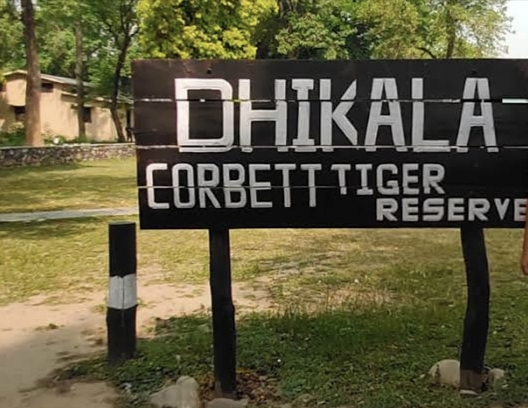 DHIKALA
CORBETT TIGER
RESERVE